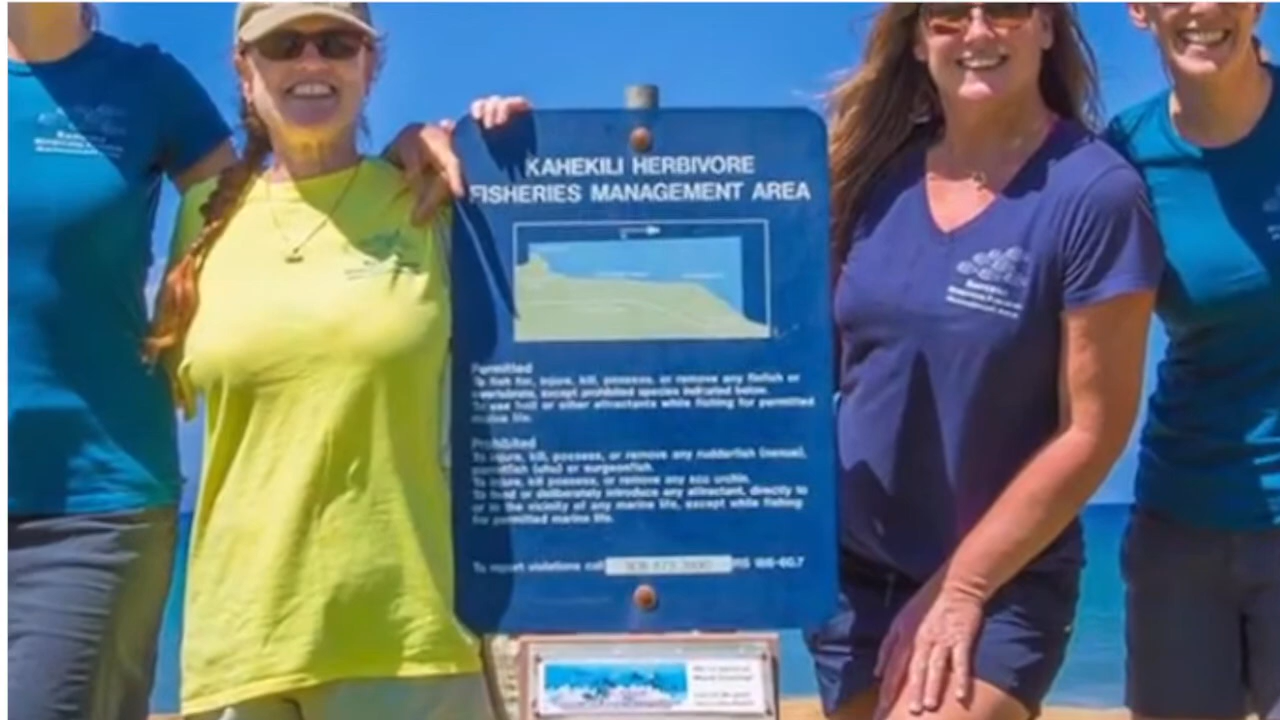 KAHEKILI HERBIVORE
FISHERIES MANAGEMENT AREA
Permitted
To fish for, injure, kill, possess, or remove any finfish or
invertebrate, except prohibited species indicated below.
To use bait or other attractants while fishing for permitted
marine life.
Prohibited
To injure, kill, possess, or remove any rudderfish (nenue),
parrotfish (uhu) or surgeonfish.
To injure, kill possess, or remove any sea urchin.
To feed or deliberately introduce any attractant, directly to
or in the vicinity of any marine life, except while fishing
for permitted marine life.
To report violations call